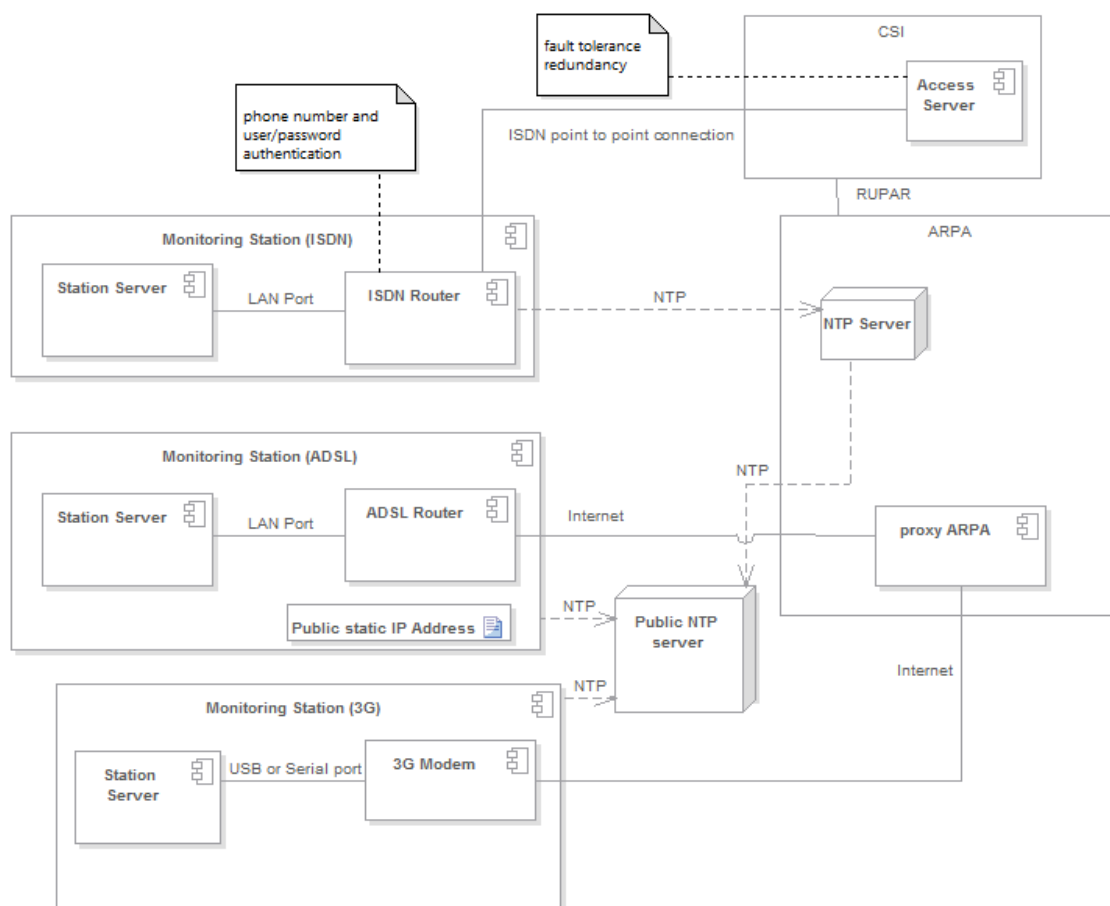 fault tolerance
redundancy
CSI
Access
Server
phone number and
user/password
authentication
ISDN point to point connection
RUPAR
Monitoring Station (ISDN)
ARPA
Station Server
LAN Port
ISDN Router
NTP
NTP Server
Monitoring Station (ADSL)
NTP
Station Server
LAN Port
ADSL Router
Internet
proxy ARPA
Public static IP Address
NTP
Public NTP
server
Internet
NTP
Monitoring Station (3G)
Station
Server
USB or Serial port
3G Modem